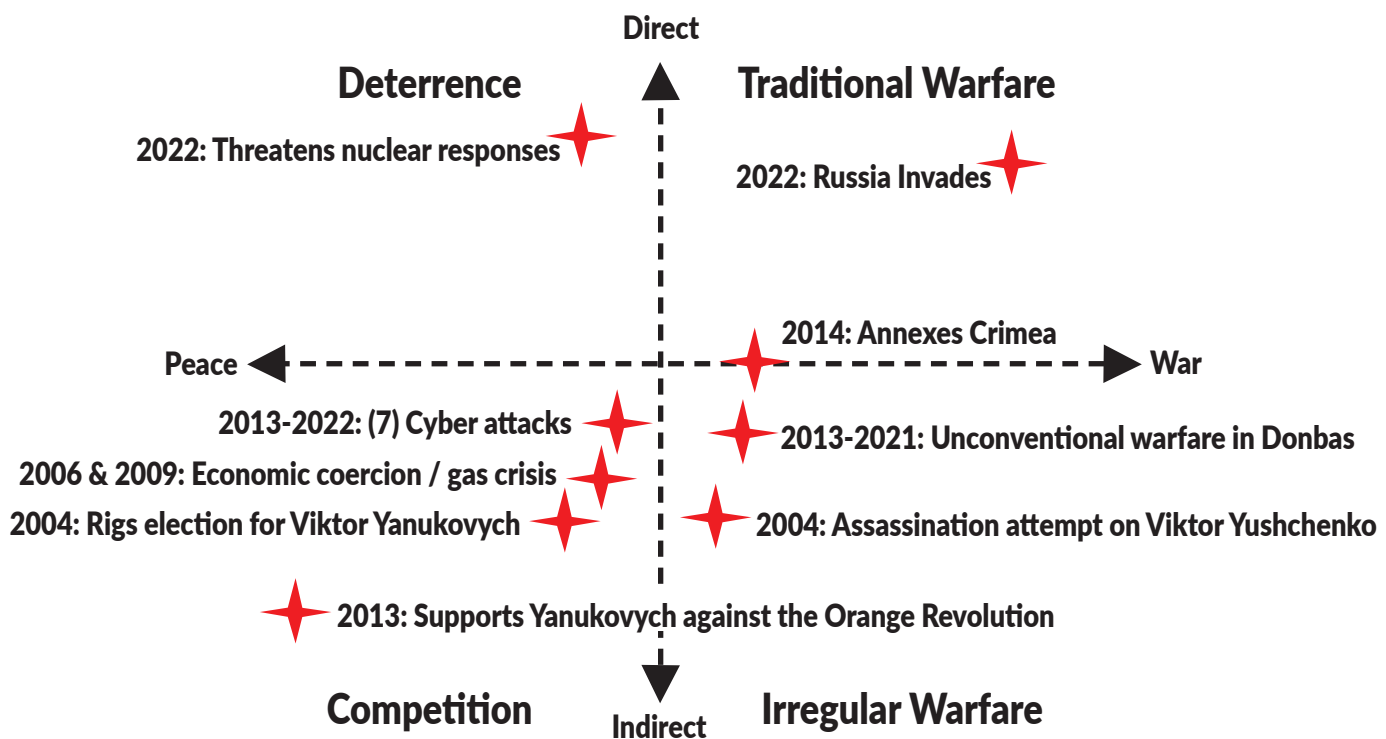 Direct
Deterrence
Traditional Warfare
2022: Threatens nuclear responses
2022: Russia Invades
2014: Annexes Crimea
Peace
War
2013-2022: (7) Cyber attacks
2013-2021: Unconventional warfare in Donbas
2006 & 2009: Economic coercion / gas crisis
2004: Rigs election for Viktor Yanukovych
2004: Assassination attempt on Viktor Yushchenko
2013: Supports Yanukovych against the Orange Revolution
Competition
Irregular Warfare
Indirect